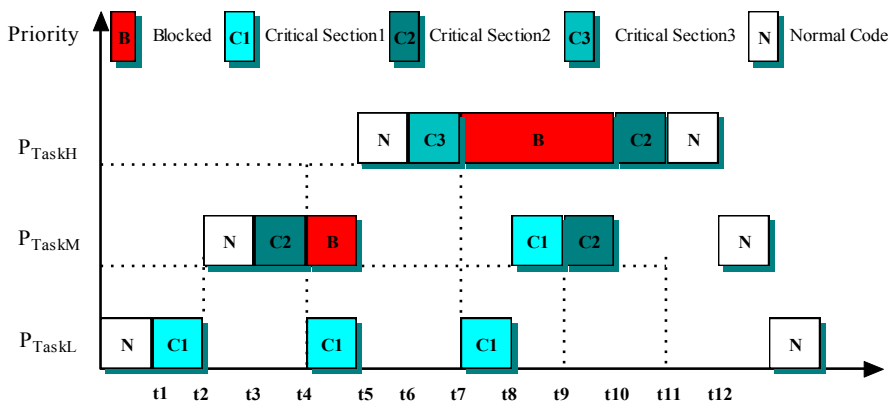 Priority B Blocked C1 Critical Section1 C2 Critical Section2 C3 Critical Section3 N Normal Code
P_TaskH N C3 B C2 N
P_TaskM N C2 B C1 C2 N
P_TaskL N C1 C1 C1 N
t1 t2 t3 t4 t5 t6 t7 t8 t9 t10 t11 t12